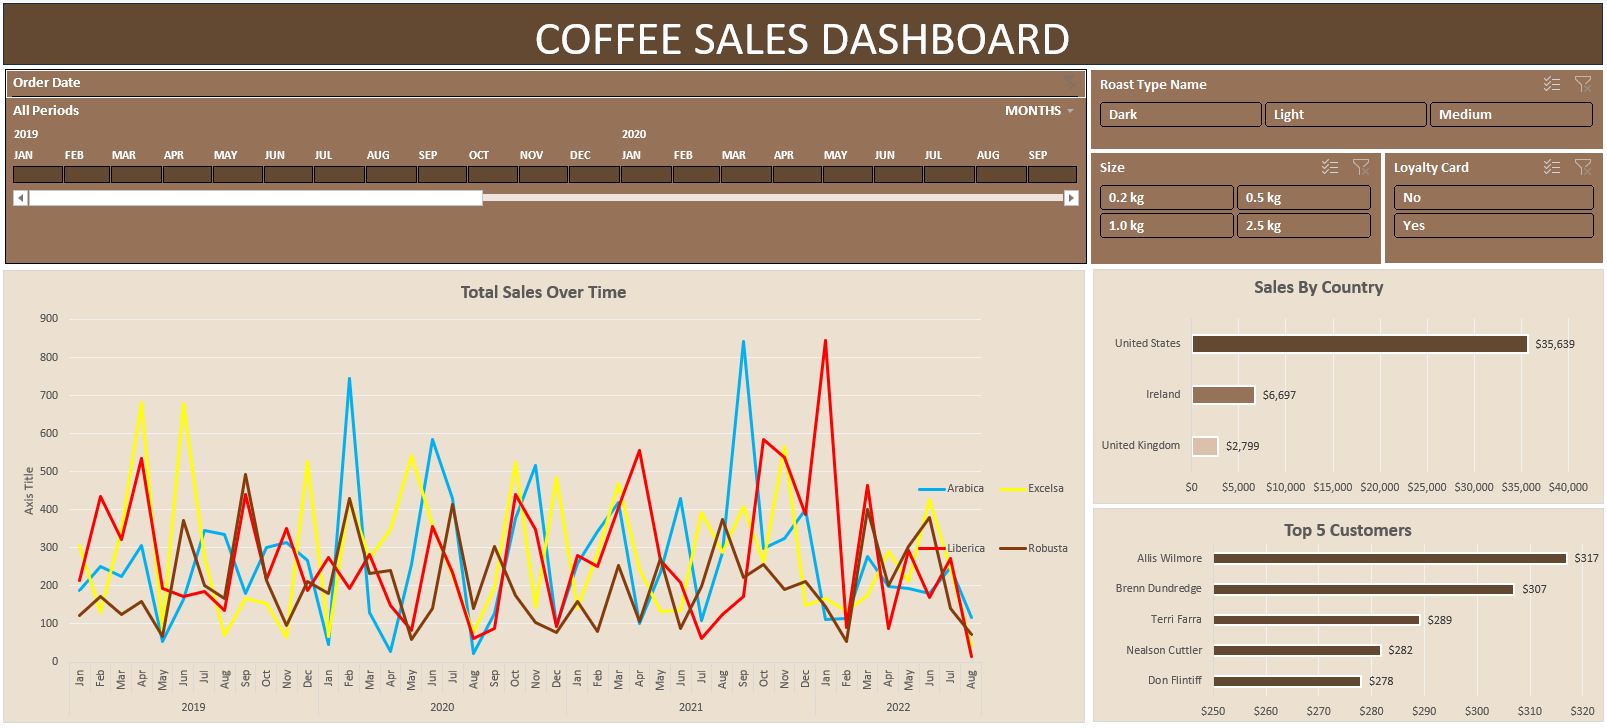 COFFEE SALES DASHBOARD
Order Date
All Periods MONTHS
2019 2020
JAN FEB MAR APR MAY JUN JUL AUG SEP OCT NOV DEC JAN FEB MAR APR MAY JUN JUL AUG SEP
Roast Type Name
Dark Light Medium
Size
0.2 kg 0.5 kg
1.0 kg 2.5 kg
Loyalty Card
No
Yes
Total Sales Over Time
Axis Title
900
800
700
600
500
400
300
200
100
0
Jan Feb Mar Apr May Jun Jul Aug Sep Oct Nov Dec Jan Feb Mar Apr May Jun Jul Aug Sep Oct Nov Dec Jan Feb Mar Apr May Jun Jul Aug Sep Oct Nov Dec Jan Feb Mar Apr May Jun Jul Aug
2019 2020 2021 2022
Arabica Excelsa
Liberica Robusta
Sales By Country
United States $35,639
Ireland $6,697
United Kingdom $2,799
$0 $5,000 $10,000 $15,000 $20,000 $25,000 $30,000 $35,000 $40,000
Top 5 Customers
Allis Wilmore $317
Brenn Dundredge $307
Terri Farra $289
Nealson Cuttler $282
Don Flintiff $278
$250 $260 $270 $280 $290 $300 $310 $320